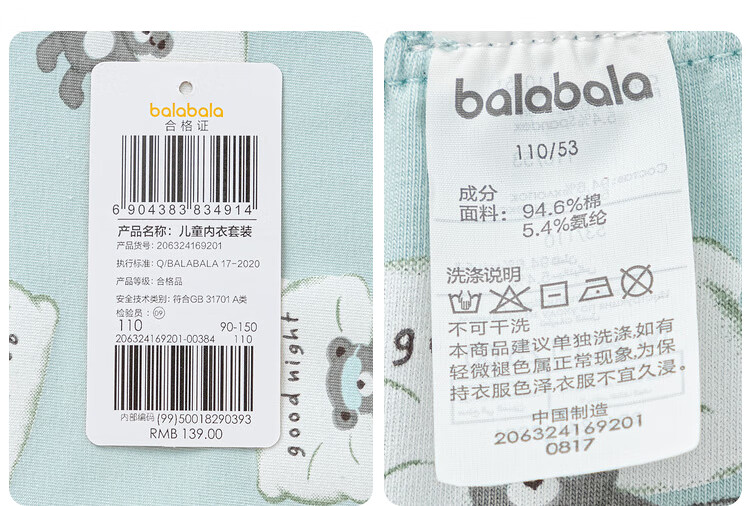 balabala
合格证
6 904383 834914
产品名称：儿童内衣套装
产品货号：206324169201
执行标准：Q/BALABALA 17-2020
产品等级：合格品
安全技术类别：符合GB 31701 A类
检验员：09
110 90-150
206324169201-00384 110
内部编码 (99)50018290393
RMB 139.00
good night
balabala
110/53
成分
面料：94.6%棉
5.4%氨纶
洗涤说明
不可干洗
本商品建议单独洗涤,如有
轻微褪色属正常现象,为保
持衣服色泽,衣服不宜久浸。
中国制造
206324169201
0817
g